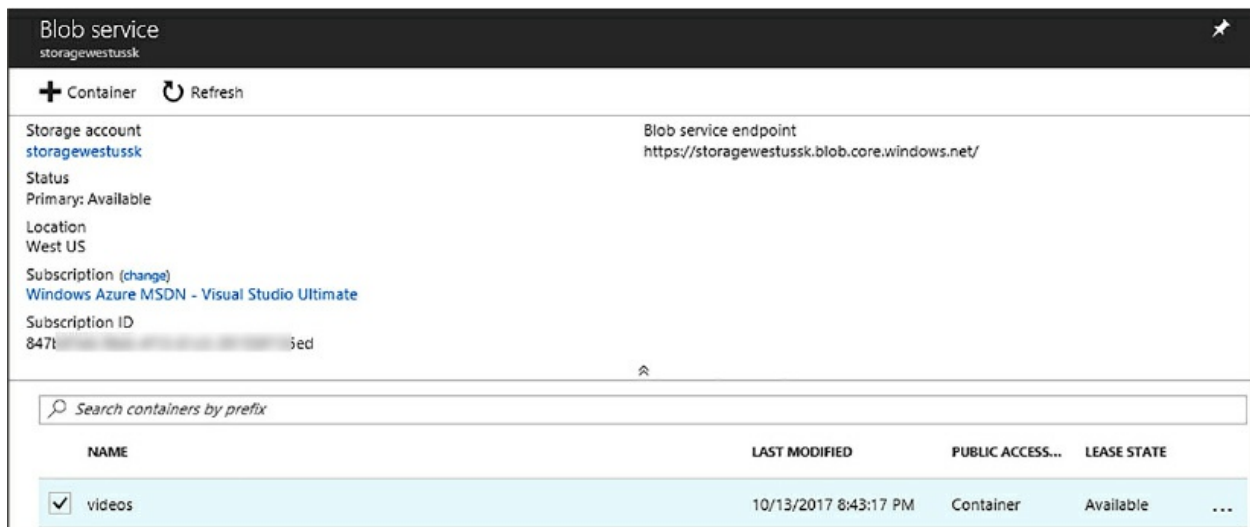 Blob service
storagewestussk
Container Refresh
Storage account
storagewestussk
Status
Primary: Available
Location
West US
Subscription (change)
Windows Azure MSDN - Visual Studio Ultimate
Subscription ID
Blob service endpoint
https://storagewestussk.blob.core.windows.net/
Search containers by prefix
NAME LAST MODIFIED PUBLIC ACCESS... LEASE STATE
videos 10/13/2017 8:43:17 PM Container Available ...